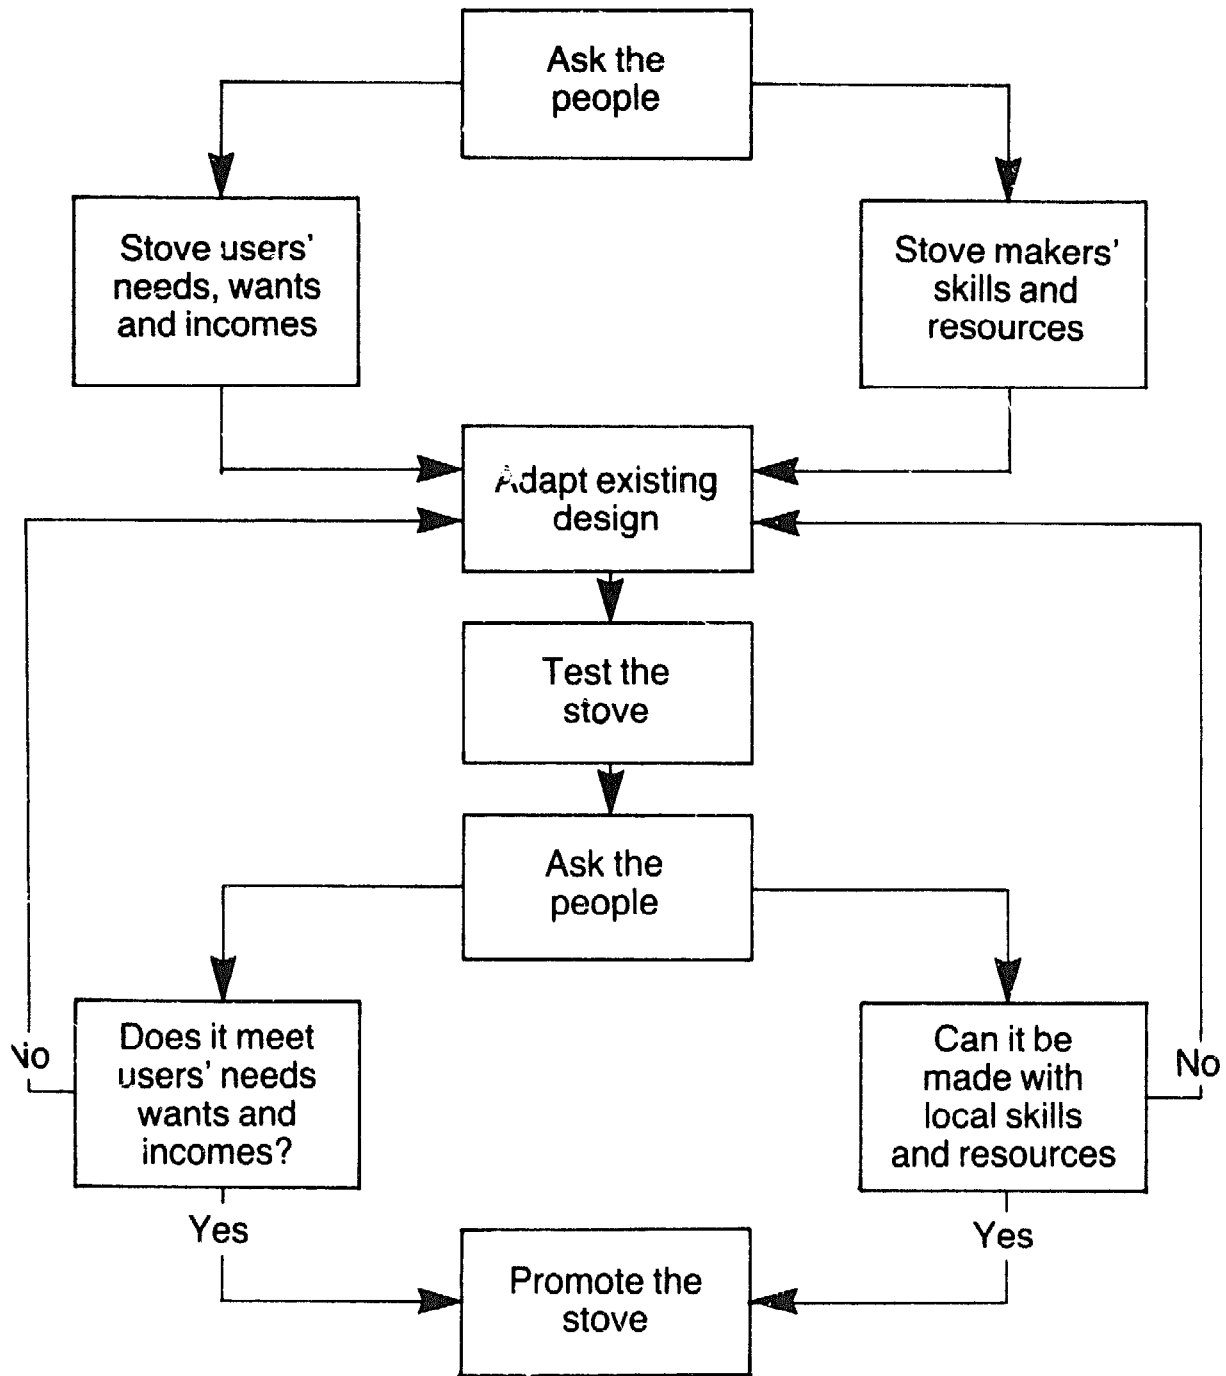 Ask the
people
Stove users'
needs, wants
and incomes
Stove makers'
skills and
resources
Adapt existing
design
Test the
stove
Ask the
people
Does it meet
users' needs
wants and
incomes?
Can it be
made with
local skills
and resources
No
No
Yes
Yes
Promote the
stove